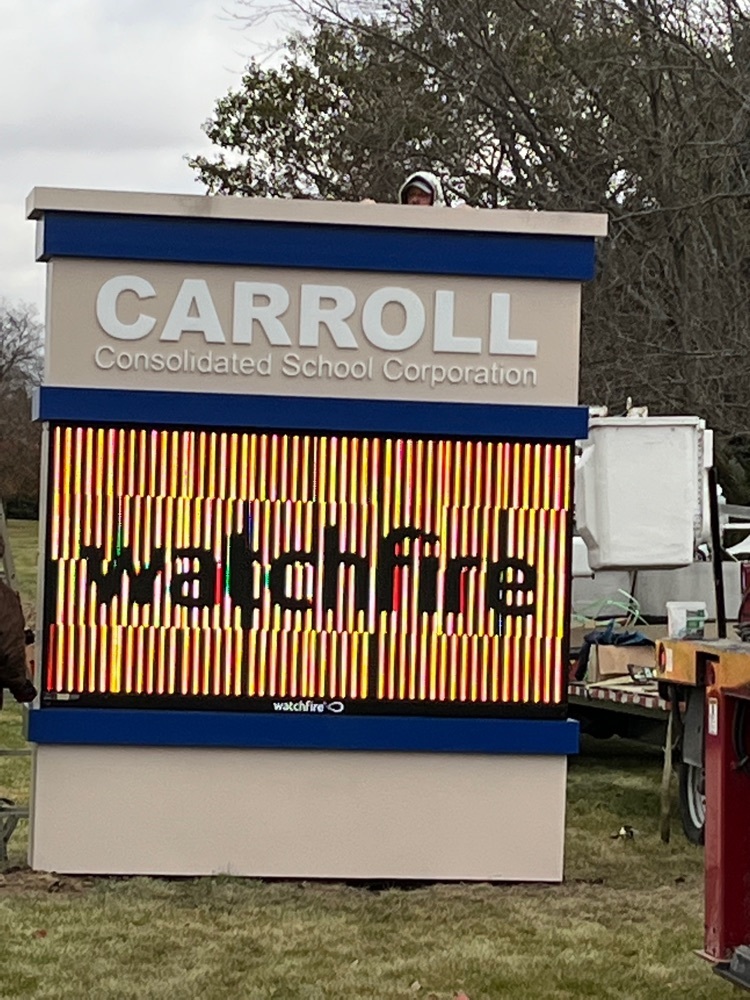 CARROLL
Consolidated School Corporation
watchfire
watchfire